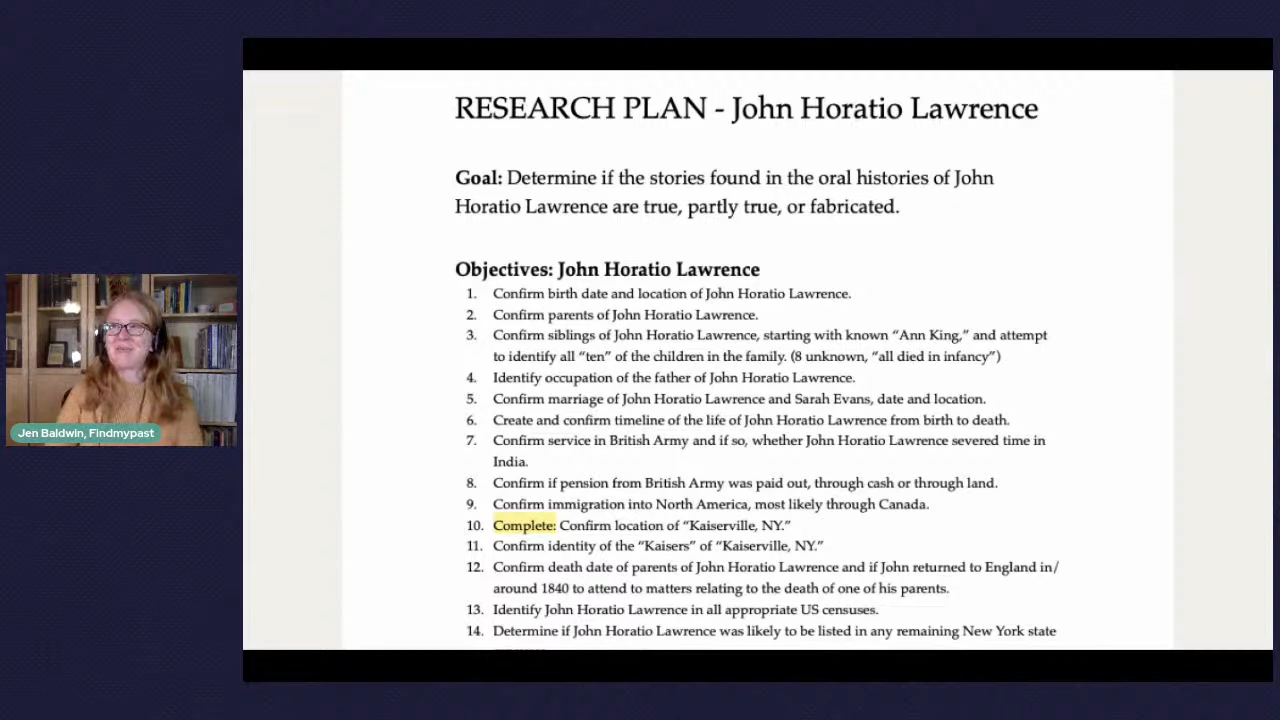 RESEARCH PLAN - John Horatio Lawrence
Goal: Determine if the stories found in the oral histories of John
Horatio Lawrence are true, partly true, or fabricated.
Objectives: John Horatio Lawrence
1. Confirm birth date and location of John Horatio Lawrence.
2. Confirm parents of John Horatio Lawrence.
3. Confirm siblings of John Horatio Lawrence, starting with known “Ann King,” and attempt
to identify all “ten” of the children in the family. (8 unknown, “all died in infancy”)
4. Identify occupation of the father of John Horatio Lawrence.
5. Confirm marriage of John Horatio Lawrence and Sarah Evans, date and location.
6. Create and confirm timeline of the life of John Horatio Lawrence from birth to death.
7. Confirm service in British Army and if so, whether John Horatio Lawrence severed time in
India.
8. Confirm if pension from British Army was paid out, through cash or through land.
9. Confirm immigration into North America, most likely through Canada.
10. Complete: Confirm location of “Kaiserville, NY.”
11. Confirm identity of the “Kaisers” of “Kaiserville, NY.”
12. Confirm death date of parents of John Horatio Lawrence and if John returned to England in/
around 1840 to attend to matters relating to the death of one of his parents.
13. Identify John Horatio Lawrence in all appropriate US censuses.
14. Determine if John Horatio Lawrence was likely to be listed in any remaining New York state
Jen Baldwin, Findmypast